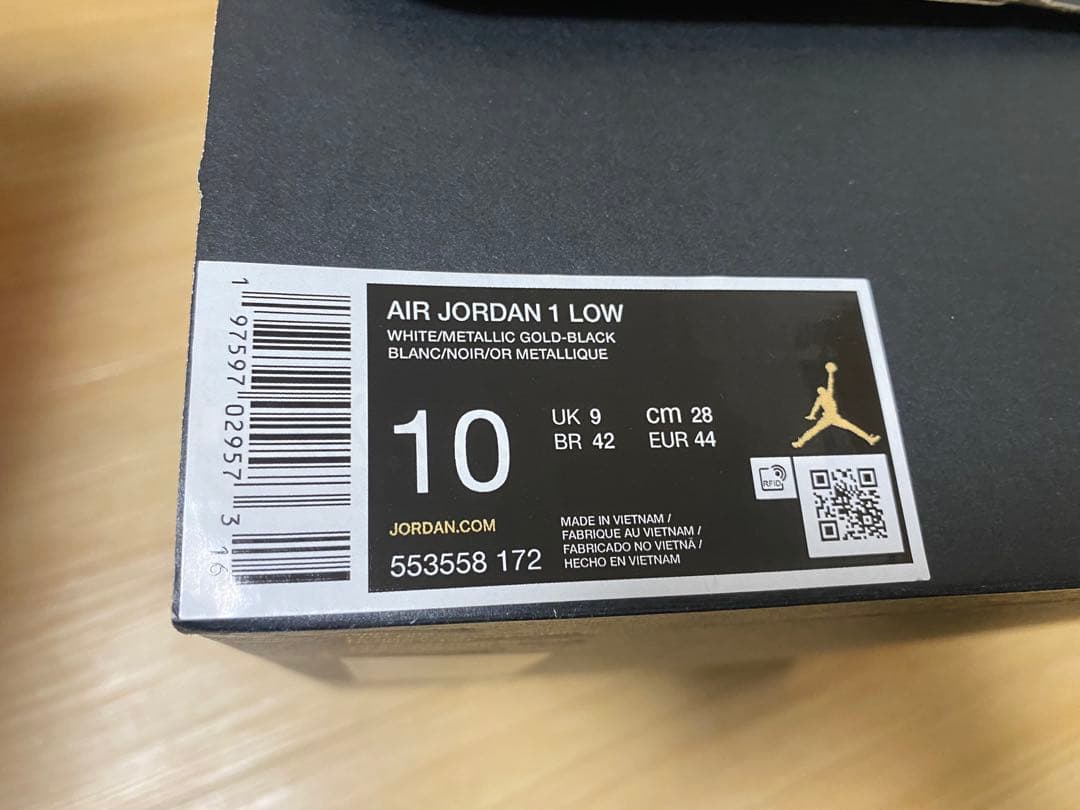 AIR JORDAN 1 LOW
WHITE/METALLIC GOLD-BLACK
BLANC/NOIR/OR METALLIQUE
10
UK 9 cm 28
BR 42 EUR 44
RFID
JORDAN.COM
553558 172
MADE IN VIETNAM /
FABRIQUE AU VIETNAM /
FABRICADO NO VIETNÃ /
HECHO EN VIETNAM
1 97597 02957 3
16